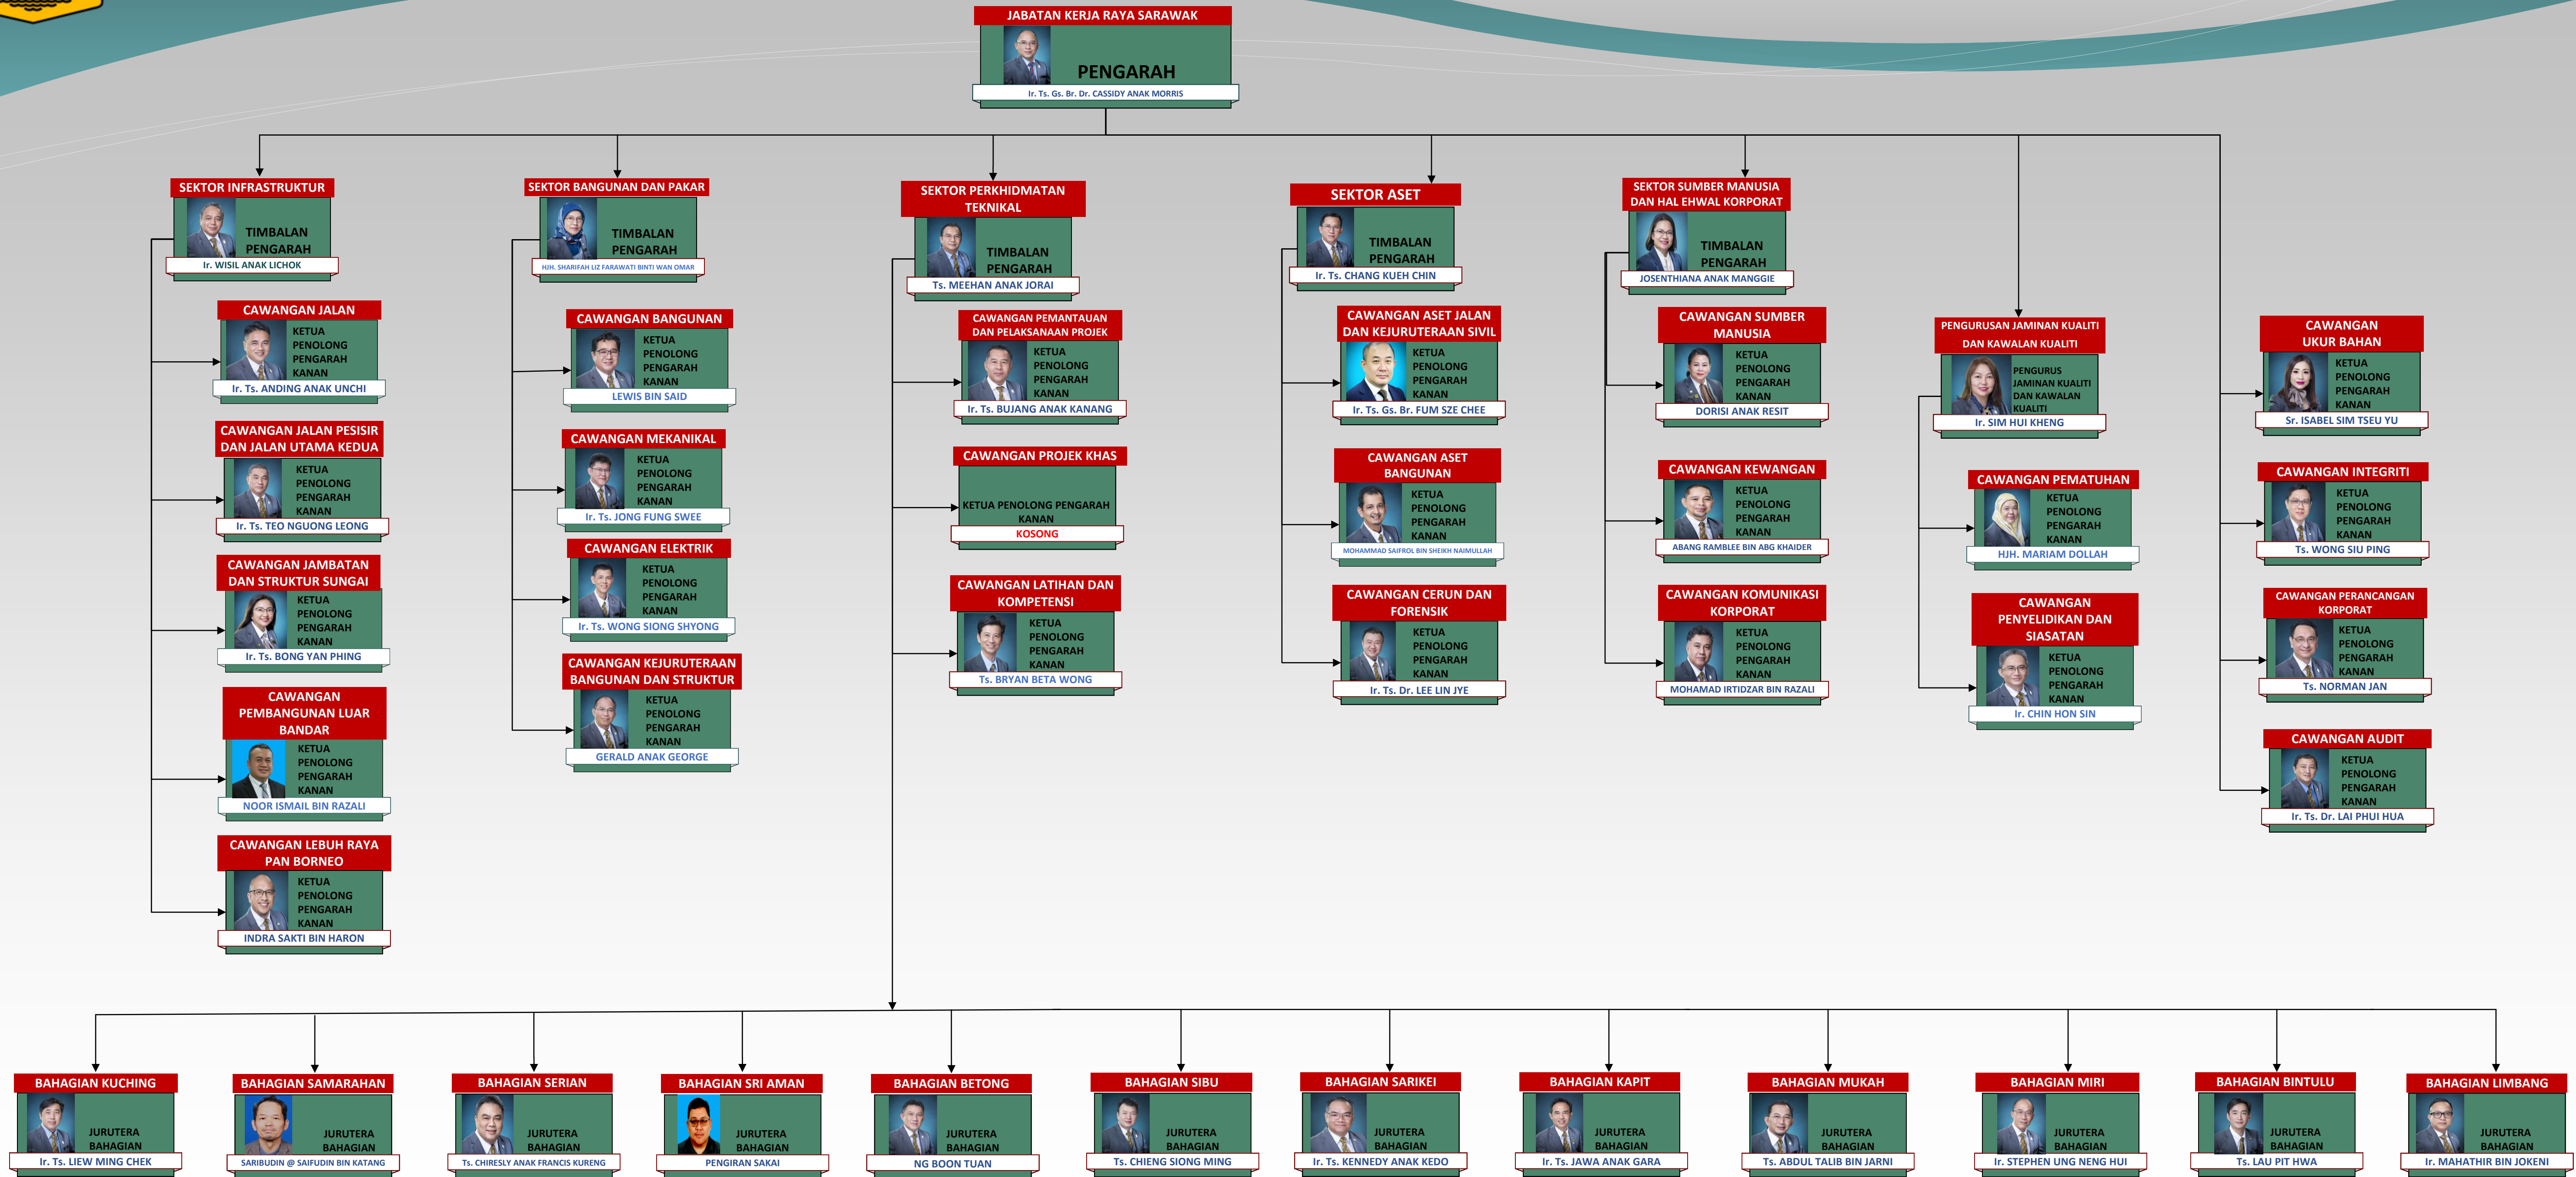 JABATAN KERJA RAYA SARAWAK
PENGARAH
Ir. Ts. Gs. Br. Dr. CASSIDY ANAK MORRIS
SEKTOR INFRASTRUKTUR
TIMBALAN
PENGARAH
Ir. WISIL ANAK LICHOK
CAWANGAN JALAN
KETUA
PENOLONG
PENGARAH
KANAN
Ir. Ts. ANDING ANAK UNCHI
CAWANGAN JALAN PESISIR
DAN JALAN UTAMA KEDUA
KETUA
PENOLONG
PENGARAH
KANAN
Ir. Ts. TEO NGUONG LEONG
CAWANGAN JAMBATAN
DAN STRUKTUR SUNGAI
KETUA
PENOLONG
PENGARAH
KANAN
Ir. Ts. BONG YAN PHING
CAWANGAN
PEMBANGUNAN LUAR
BANDAR
KETUA
PENOLONG
PENGARAH
KANAN
NOOR ISMAIL BIN RAZALI
CAWANGAN LEBUH RAYA
PAN BORNEO
KETUA
PENOLONG
PENGARAH
KANAN
INDRA SAKTI BIN HARON
SEKTOR BANGUNAN DAN PAKAR
TIMBALAN
PENGARAH
HJH. SHARIFAH LIZ FARAWATI BINTI WAN OMAR
CAWANGAN BANGUNAN
KETUA
PENOLONG
PENGARAH
KANAN
LEWIS BIN SAID
CAWANGAN MEKANIKAL
KETUA
PENOLONG
PENGARAH
KANAN
Ir. Ts. JONG FUNG SWEE
CAWANGAN ELEKTRIK
KETUA
PENOLONG
PENGARAH
KANAN
Ir. Ts. WONG SIONG SHYONG
CAWANGAN KEJURUTERAAN
BANGUNAN DAN STRUKTUR
KETUA
PENOLONG
PENGARAH
KANAN
GERALD ANAK GEORGE
SEKTOR PERKHIDMATAN
TEKNIKAL
TIMBALAN
PENGARAH
Ts. MEEHAN ANAK JORAI
CAWANGAN PEMANTAUAN
DAN PELAKSANAAN PROJEK
KETUA
PENOLONG
PENGARAH
KANAN
Ir. Ts. BUJANG ANAK KANANG
CAWANGAN PROJEK KHAS
KETUA PENOLONG PENGARAH
KANAN
KOSONG
CAWANGAN LATIHAN DAN
KOMPETENSI
KETUA
PENOLONG
PENGARAH
KANAN
Ts. BRYAN BETA WONG
SEKTOR ASET
TIMBALAN
PENGARAH
Ir. Ts. CHANG KUEH CHIN
CAWANGAN ASET JALAN
DAN KEJURUTERAAN SIVIL
KETUA
PENOLONG
PENGARAH
KANAN
Ir. Ts. Gs. Br. FUM SZE CHEE
CAWANGAN ASET
BANGUNAN
KETUA
PENOLONG
PENGARAH
KANAN
MOHAMMAD SAIFROL BIN SHEIKH NAIMULLAH
CAWANGAN CERUN DAN
FORENSIK
KETUA
PENOLONG
PENGARAH
KANAN
Ir. Ts. Dr. LEE LIN JYE
SEKTOR SUMBER MANUSIA
DAN HAL EHWAL KORPORAT
TIMBALAN
PENGARAH
JOSENTHIANA ANAK MANGGIE
CAWANGAN SUMBER
MANUSIA
KETUA
PENOLONG
PENGARAH
KANAN
DORISI ANAK RESIT
CAWANGAN KEWANGAN
KETUA
PENOLONG
PENGARAH
KANAN
ABANG RAMBLEE BIN ABG KHAIDER
CAWANGAN KOMUNIKASI
KORPORAT
KETUA
PENOLONG
PENGARAH
KANAN
MOHAMAD IRTIDZAR BIN RAZALI
PENGURUSAN JAMINAN KUALITI
DAN KAWALAN KUALITI
PENGURUS
JAMINAN KUALITI
DAN KAWALAN
KUALITI
Ir. SIM HUI KHENG
CAWANGAN PEMATUHAN
KETUA
PENOLONG
PENGARAH
KANAN
HJH. MARIAM DOLLAH
CAWANGAN
PENYELIDIKAN DAN
SIASATAN
KETUA
PENOLONG
PENGARAH
KANAN
Ir. CHIN HON SIN
CAWANGAN
UKUR BAHAN
KETUA
PENOLONG
PENGARAH
KANAN
Sr. ISABEL SIM TSEU YU
CAWANGAN INTEGRITI
KETUA
PENOLONG
PENGARAH
KANAN
Ts. WONG SIU PING
CAWANGAN PERANCANGAN
KORPORAT
KETUA
PENOLONG
PENGARAH
KANAN
Ts. NORMAN JAN
CAWANGAN AUDIT
KETUA
PENOLONG
PENGARAH
KANAN
Ir. Ts. Dr. LAI PHUI HUA
BAHAGIAN KUCHING
JURUTERA
BAHAGIAN
Ir. Ts. LIEW MING CHEK
BAHAGIAN SAMARAHAN
JURUTERA
BAHAGIAN
SARIBUDIN @ SAIFUDIN BIN KATANG
BAHAGIAN SERIAN
JURUTERA
BAHAGIAN
Ts. CHIRESLY ANAK FRANCIS KURENG
BAHAGIAN SRI AMAN
JURUTERA
BAHAGIAN
PENGIRAN SAKAI
BAHAGIAN BETONG
JURUTERA
BAHAGIAN
NG BOON TUAN
BAHAGIAN SIBU
JURUTERA
BAHAGIAN
Ts. CHIENG SIONG MING
BAHAGIAN SARIKEI
JURUTERA
BAHAGIAN
Ir. Ts. KENNEDY ANAK KEDO
BAHAGIAN KAPIT
JURUTERA
BAHAGIAN
Ir. Ts. JAWA ANAK GARA
BAHAGIAN MUKAH
JURUTERA
BAHAGIAN
Ts. ABDUL TALIB BIN JARNI
BAHAGIAN MIRI
JURUTERA
BAHAGIAN
Ir. STEPHEN UNG NENG HUI
BAHAGIAN BINTULU
JURUTERA
BAHAGIAN
Ts. LAU PIT HWA
BAHAGIAN LIMBANG
JURUTERA
BAHAGIAN
Ir. MAHATHIR BIN JOKENI